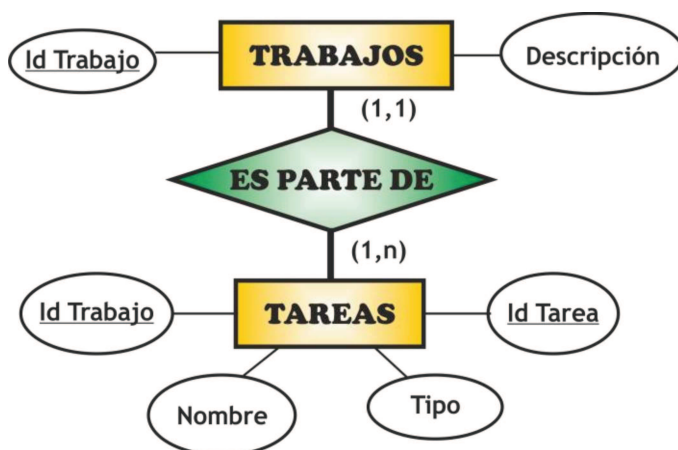 Id Trabajo
TRABAJOS
Descripción
(1,1)
ES PARTE DE
(1,n)
Id Trabajo
TAREAS
Id Tarea
Nombre
Tipo